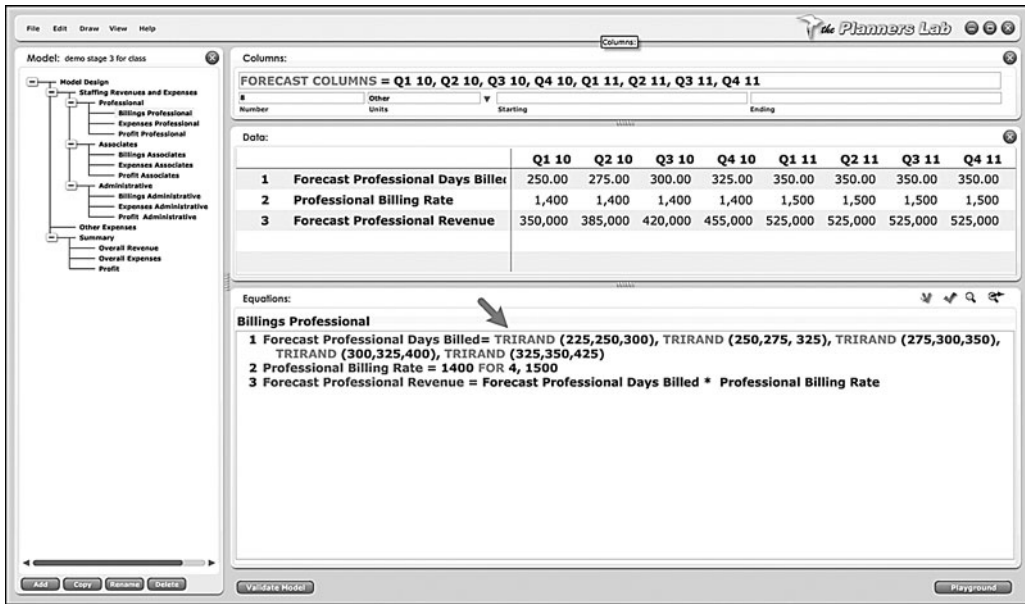 File Edit Draw View Help
the Planners Lab
Columns:
Model: demo stage 3 for class
Model Design
Staffing Revenues and Expenses
Professional
Billings Professional
Expenses Professional
Profit Professional
Associates
Billings Associates
Expenses Associates
Profit Associates
Administrative
Billings Administrative
Expenses Administrative
Profit Administrative
Other Expenses
Summary
Overall Revenue
Overall Expenses
Profit
Add Copy Rename Delete
Columns:
FORECAST COLUMNS = Q1 10, Q2 10, Q3 10, Q4 10, Q1 11, Q2 11, Q3 11, Q4 11
8 Other
Number Units Starting Ending
Data:
Q1 10 Q2 10 Q3 10 Q4 10 Q1 11 Q2 11 Q3 11 Q4 11
1 Forecast Professional Days Billed 250.00 275.00 300.00 325.00 350.00 350.00 350.00 350.00
2 Professional Billing Rate 1,400 1,400 1,400 1,400 1,500 1,500 1,500 1,500
3 Forecast Professional Revenue 350,000 385,000 420,000 455,000 525,000 525,000 525,000 525,000
Equations:
Billings Professional
1 Forecast Professional Days Billed= TRIRAND (225,250,300), TRIRAND (250,275, 325), TRIRAND (275,300,350),
TRIRAND (300,325,400), TRIRAND (325,350,425)
2 Professional Billing Rate = 1400 FOR 4, 1500
3 Forecast Professional Revenue = Forecast Professional Days Billed * Professional Billing Rate
Validate Model Playground